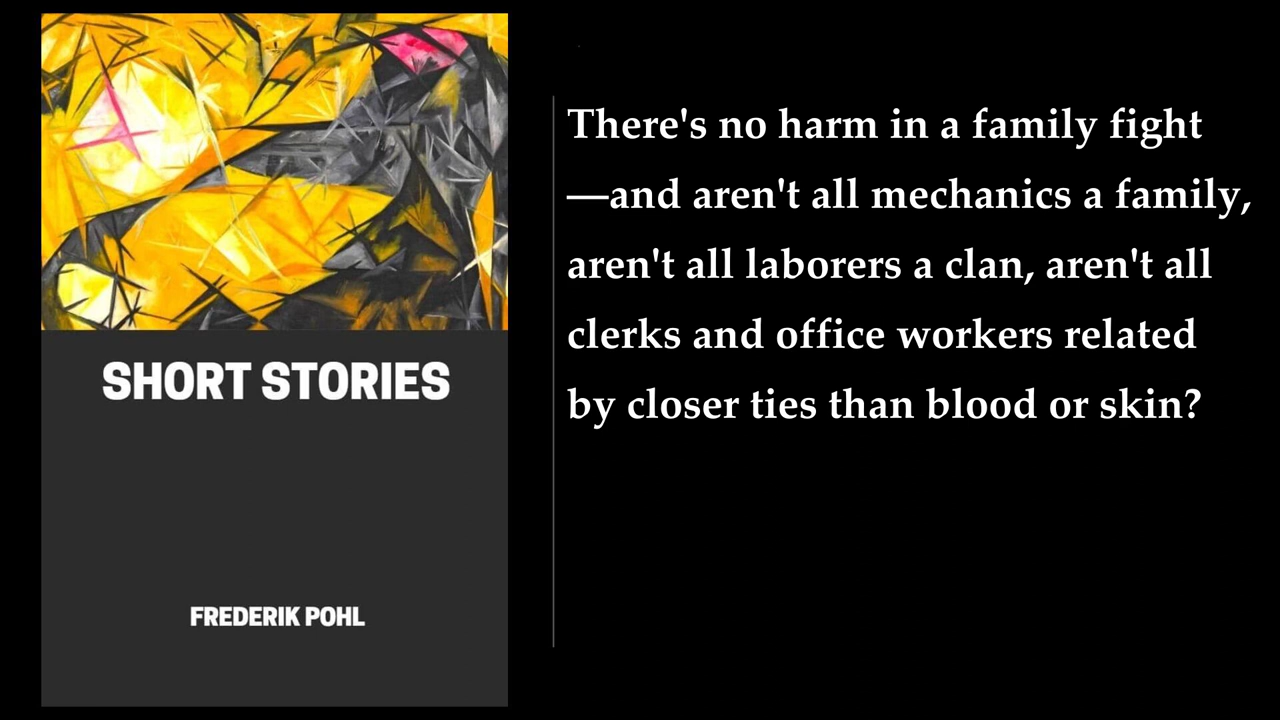 SHORT STORIES
FREDERIK POHL
There's no harm in a family fight
—and aren't all mechanics a family,
aren't all laborers a clan, aren't all
clerks and office workers related
by closer ties than blood or skin?